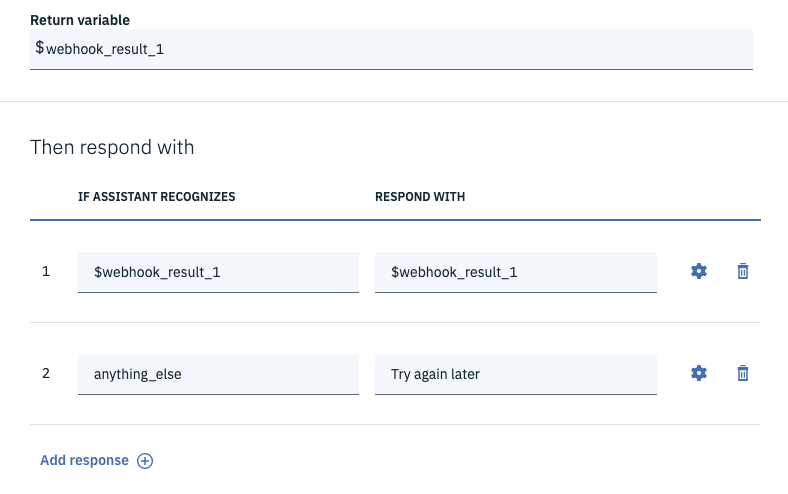 Return variable
$ webhook_result_1
Then respond with
IF ASSISTANT RECOGNIZES RESPOND WITH
1 $webhook_result_1 $webhook_result_1
2 anything_else Try again later
Add response